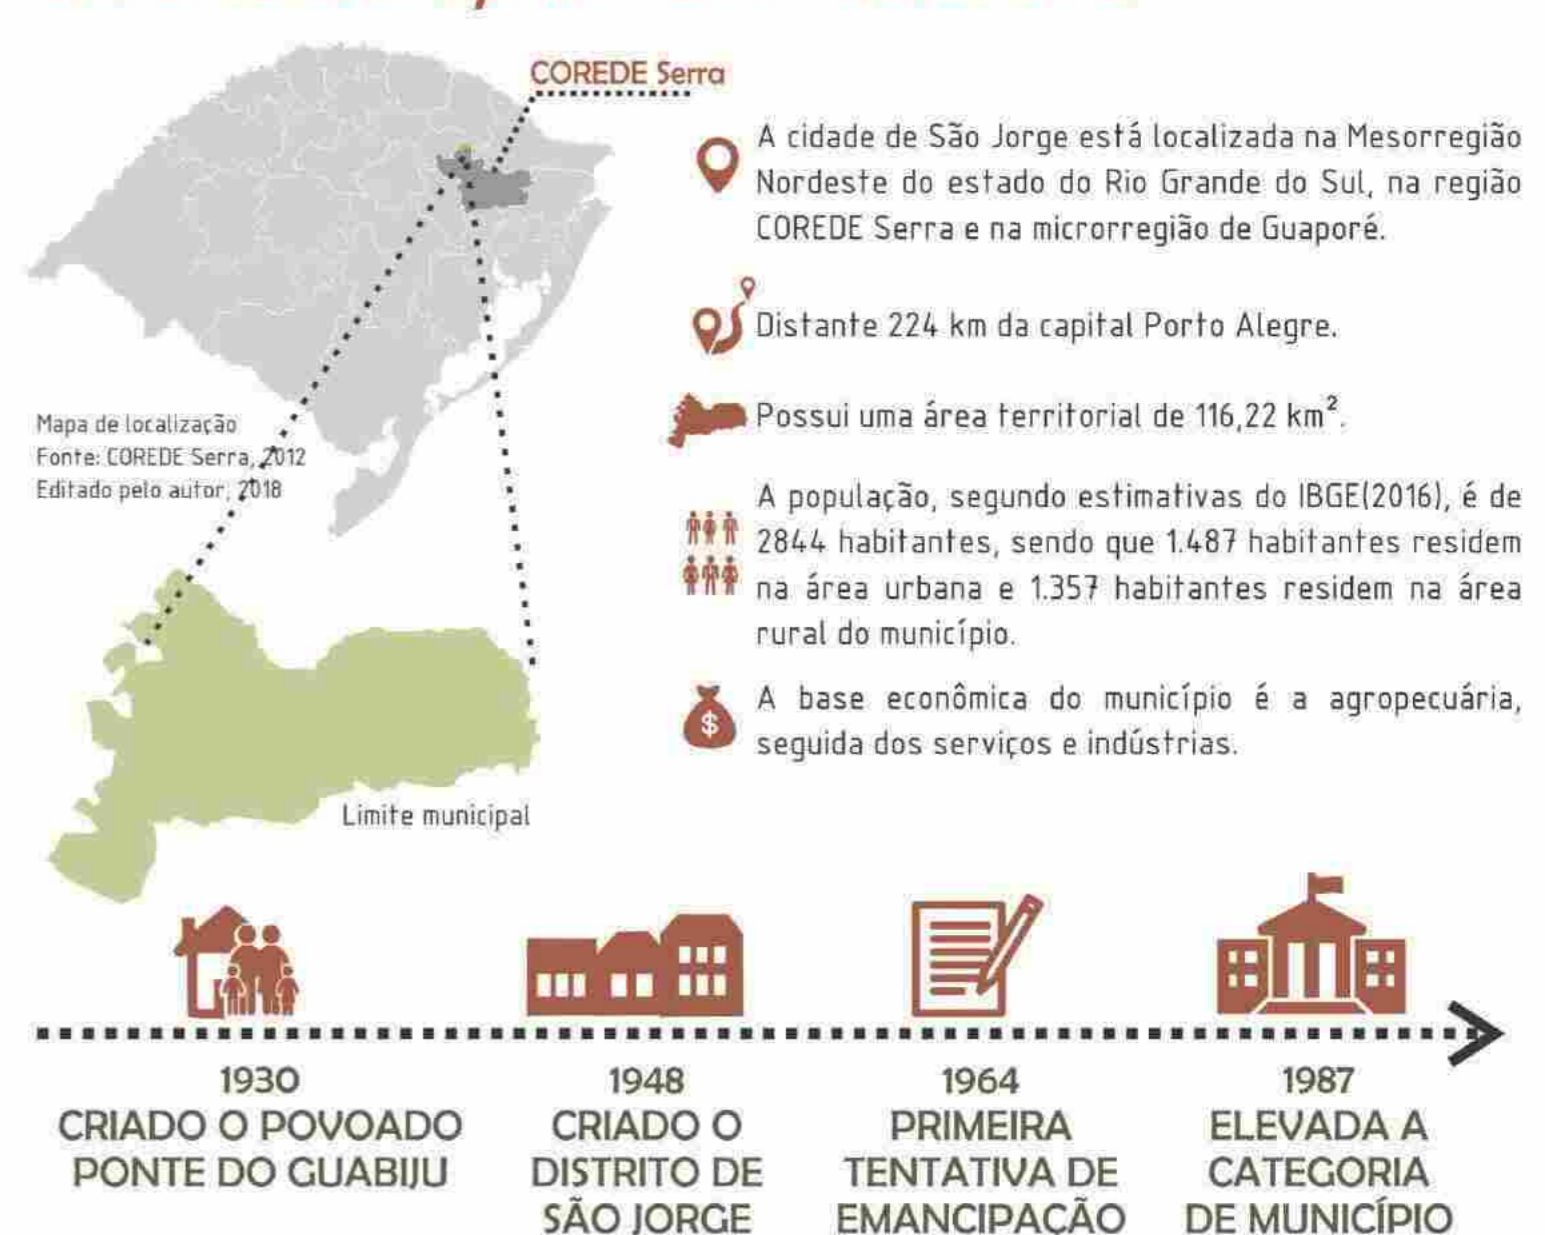 COREDE Serra
A cidade de São Jorge está localizada na Mesorregião
Nordeste do estado do Rio Grande do Sul, na região
COREDE Serra e na microrregião de Guaporé.
Distante 224 km da capital Porto Alegre.
Possui uma área territorial de 116,22 km².
Mapa de localização
Fonte: COREDE Serra, 2012
Editado pelo autor, 2018
A população, segundo estimativas do IBGE(2016), é de
2844 habitantes, sendo que 1.487 habitantes residem
na área urbana e 1.357 habitantes residem na área
rural do município.
$
A base econômica do município é a agropecuária,
seguida dos serviços e indústrias.
Limite municipal
1930
CRIADO O POVOADO
PONTE DO GUABIJU
1948
CRIADO O
DISTRITO DE
SÃO JORGE
1964
PRIMEIRA
TENTATIVA DE
EMANCIPAÇÃO
1987
ELEVADA A
CATEGORIA
DE MUNICÍPIO